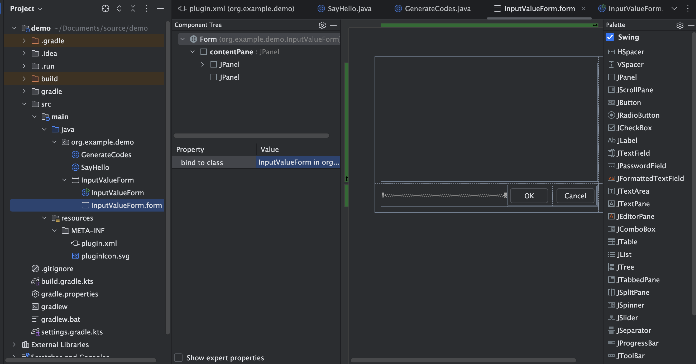 Project
demo ~/Documents/source/demo
.gradle
.idea
.run
build
gradle
src
main
java
org.example.demo
GenerateCodes
SayHello
InputValueForm
InputValueForm
InputValueForm.form
resources
META-INF
plugin.xml
pluginIcon.svg
.gitignore
build.gradle.kts
gradle.properties
gradlew
gradlew.bat
settings.gradle.kts
External Libraries
Scratches and Consoles
plugin.xml (org.example.demo)
SayHello.java
GenerateCodes.java
InputValueForm.form
InputValueForm
Component Tree
Form (org.example.demo.InputValueForm
contentPane : JPanel
JPanel
JPanel
Property Value
bind to class InputValueForm in org...
Show expert properties
OK Cancel
Palette
Swing
HSpacer
VSpacer
JPanel
JScrollPane
JButton
JRadioButton
JCheckBox
JLabel
JTextField
JPasswordField
JFormattedTextField
JTextArea
JTextPane
JEditorPane
JComboBox
JTable
JList
JTree
JTabbedPane
JSplitPane
JSpinner
JSlider
JSeparator
JProgressBar
JToolBar